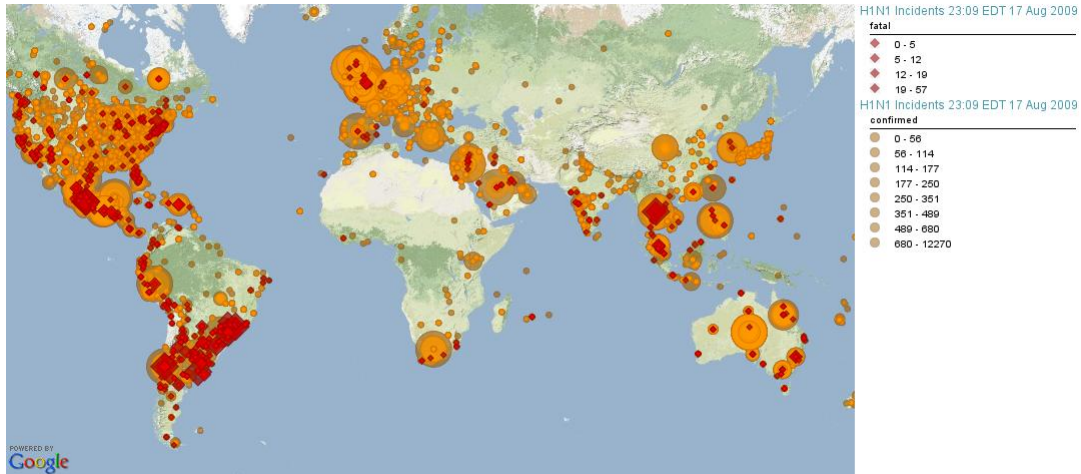 H1N1 Incidents 23:09 EDT 17 Aug 2009
fatal
0 - 5
5 - 12
12 - 19
19 - 57
H1N1 Incidents 23:09 EDT 17 Aug 2009
confirmed
0 - 56
56 - 114
114 - 177
177 - 250
250 - 351
351 - 489
489 - 680
680 - 12270
POWERED BY
Google